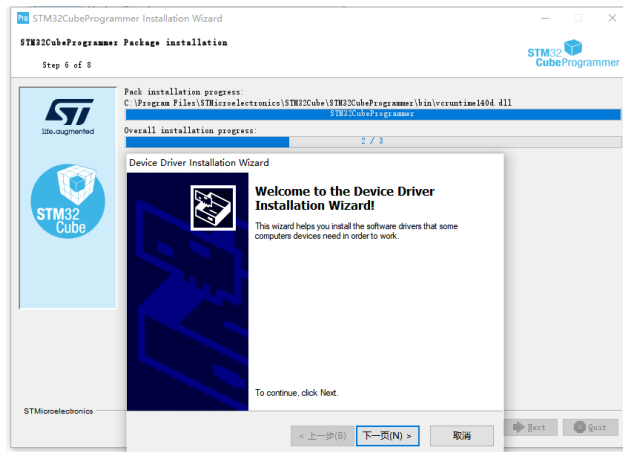 Prg STM32CubeProgrammer Installation Wizard
STM32CubeProgrammer Package installation
Step 6 of 8
STM32
CubeProgrammer
Pack installation progress:
C:\Program Files\STMicroelectronics\STM32Cube\STM32CubeProgrammer\bin\vcruntime140d.dll
STM32CubeProgrammer
Overall installation progress:
2 / 3
ST
life.augmented
STM32
Cube
Device Driver Installation Wizard
Welcome to the Device Driver
Installation Wizard!
This wizard helps you install the software drivers that some
computers devices need in order to work.
To continue, click Next.
STMicroelectronics
< 上一步(B) 下一页(N) > 取消
Next Quit